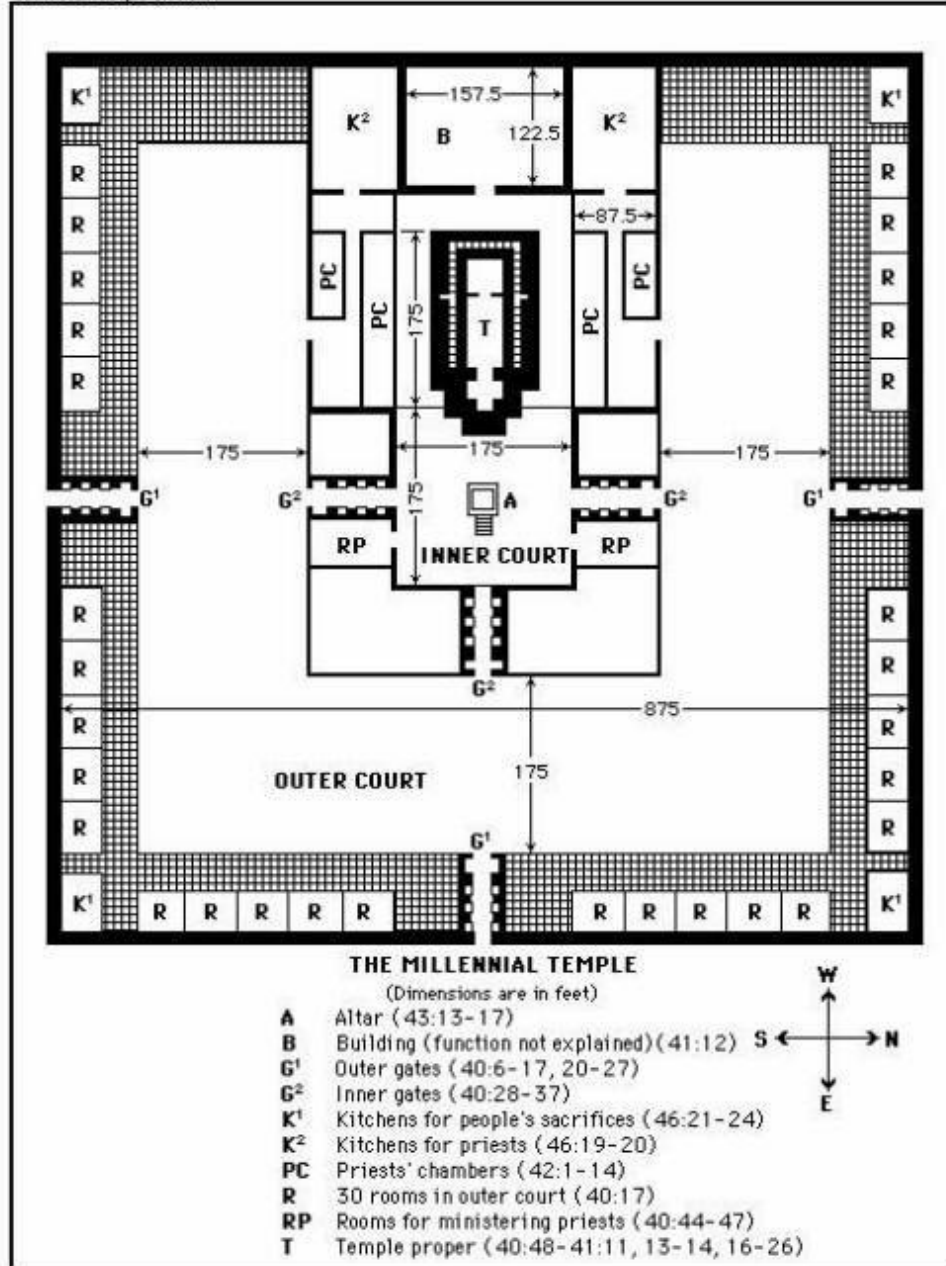 K¹ K² 157.5 K² K¹
B 122.5
R R
87.5
R R
R PC PC 175 T PC PC R
R R
R R
175 175 175
G¹ G² 175 A G² G¹
RP INNER COURT RP
R R
R R
G²
R 875 R
R OUTER COURT 175 R
R R
G¹
K¹ R R R R R R R R R R K¹
THE MILLENNIAL TEMPLE
(Dimensions are in feet)
A Altar (43:13-17)
B Building (function not explained)(41:12)
G¹ Outer gates (40:6-17, 20-27)
G² Inner gates (40:28-37)
K¹ Kitchens for people's sacrifices (46:21-24)
K² Kitchens for priests (46:19-20)
PC Priests' chambers (42:1-14)
R 30 rooms in outer court (40:17)
RP Rooms for ministering priests (40:44-47)
T Temple proper (40:48-41:11, 13-14, 16-26)
W
S N
E